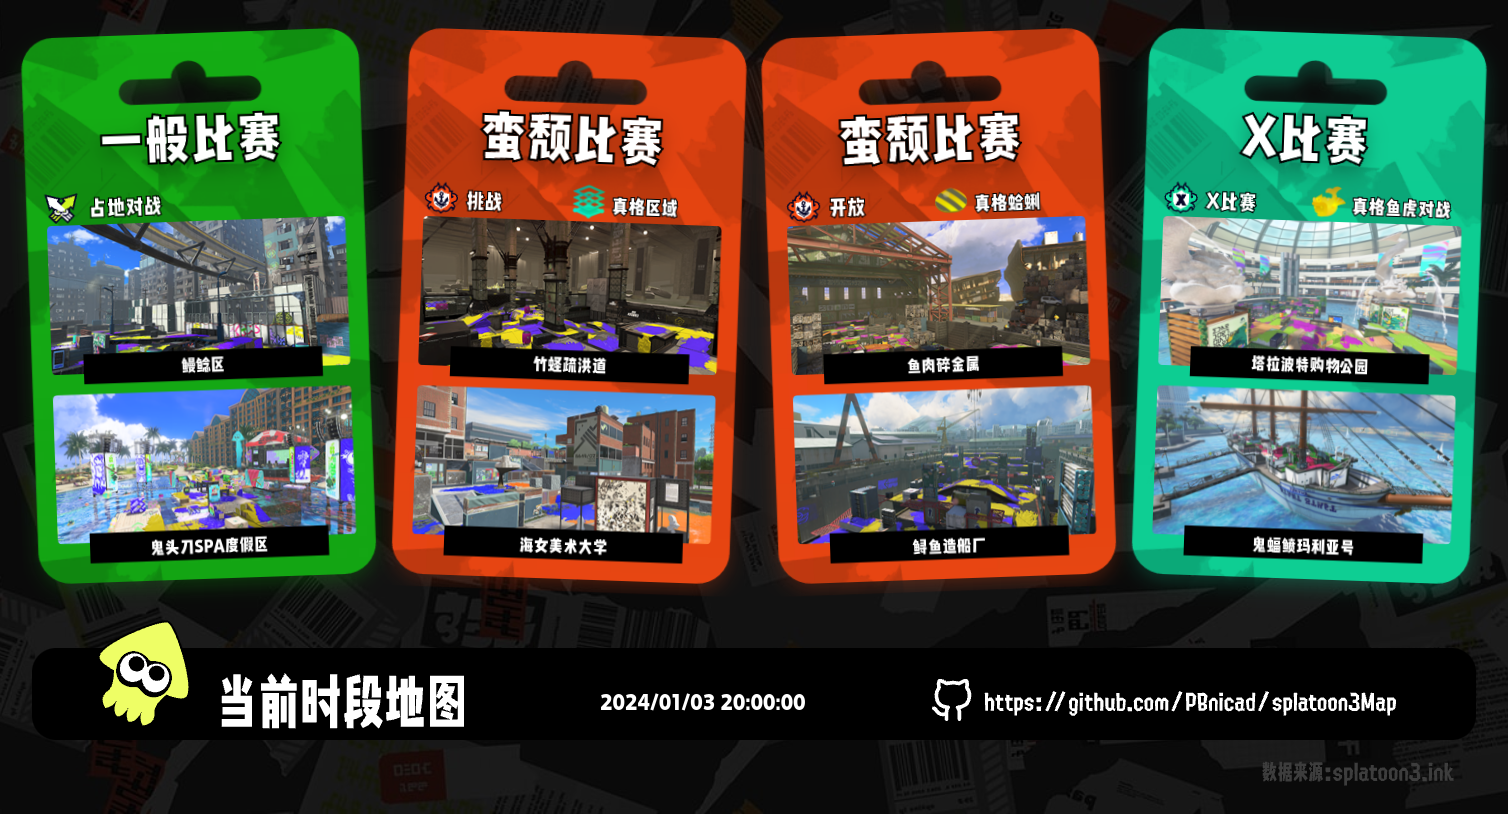 一般比赛
占地对战
鳗鲶区
鬼头刀SPA度假区
蛮颓比赛
挑战
真格区域
竹蛏疏洪道
海女美术大学
蛮颓比赛
开放
真格蛤蜊
鱼肉碎金属
鲟鱼造船厂
X比赛
X比赛
真格鱼虎对战
塔拉波特购物公园
鬼蝠鲼玛利亚号
当前时段地图
2024/01/03 20:00:00
https://github.com/PBnicad/splatoon3Map
数据来源:splatoon3.ink